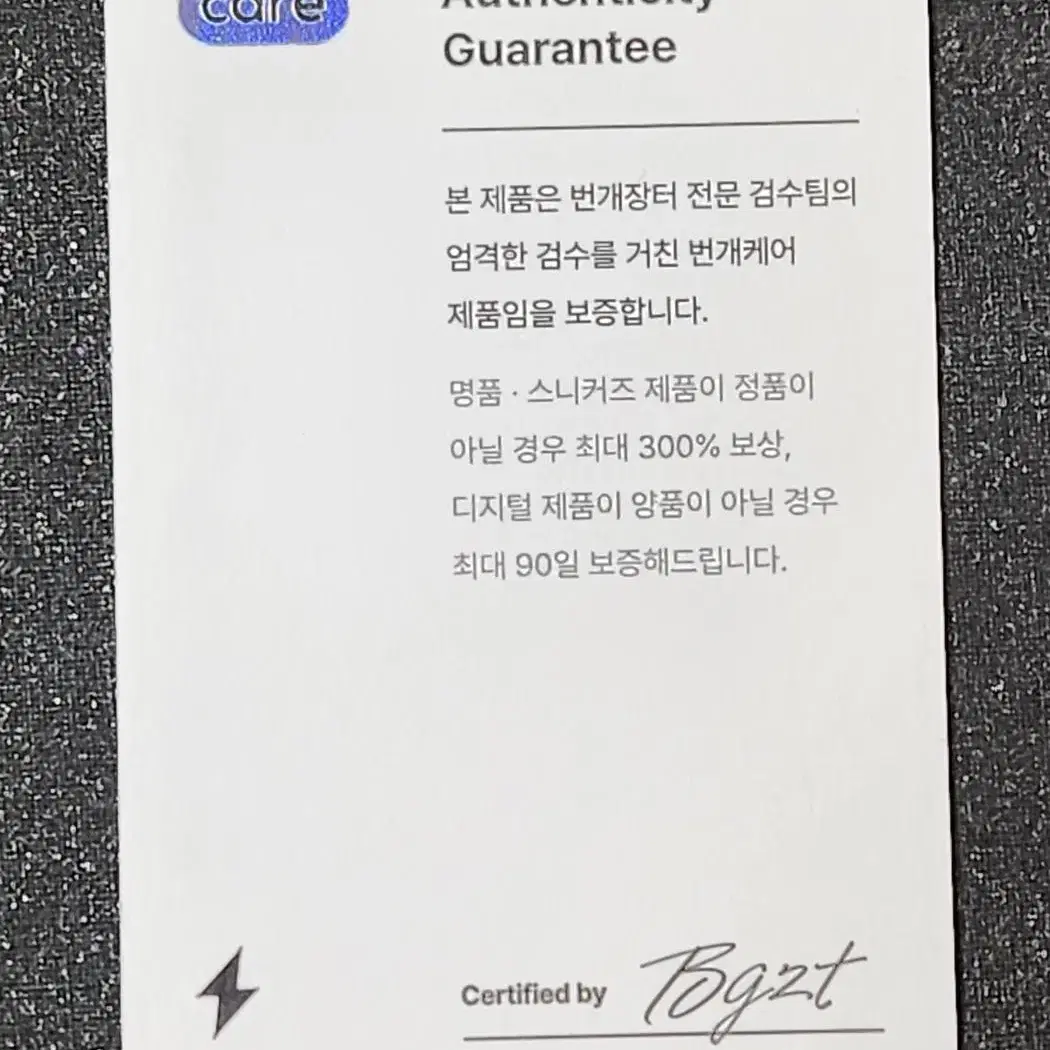 care
Authenticity
Guarantee
본 제품은 번개장터 전문 검수팀의
엄격한 검수를 거친 번개케어
제품임을 보증합니다.
명품 · 스니커즈 제품이 정품이
아닐 경우 최대 300% 보상,
디지털 제품이 양품이 아닐 경우
최대 90일 보증해드립니다.
Certified by Bgzt